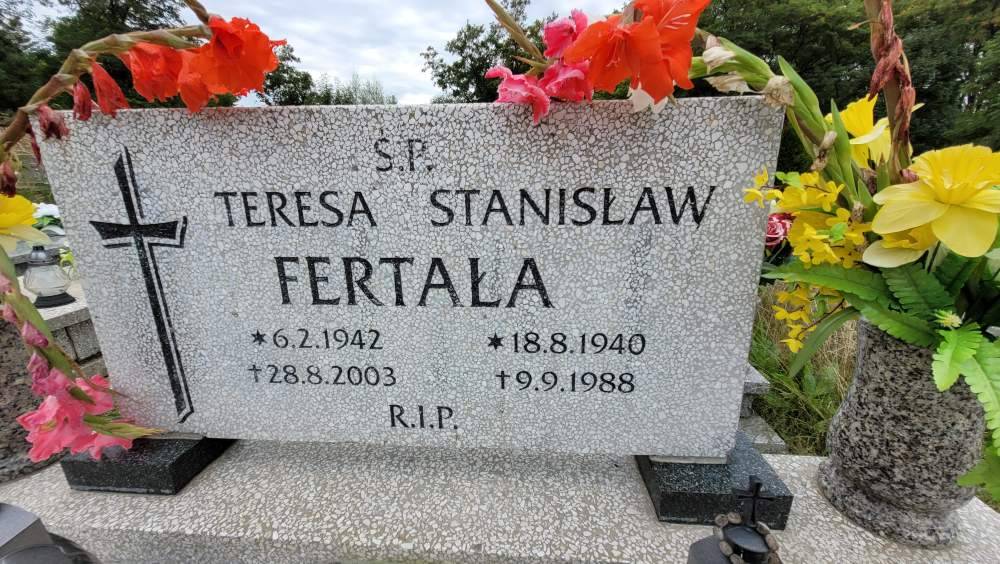 Ś.P.
TERESA STANISŁAW
FERTAŁA
★6.2.1942 ★18.8.1940
†28.8.2003 †9.9.1988
R.I.P.